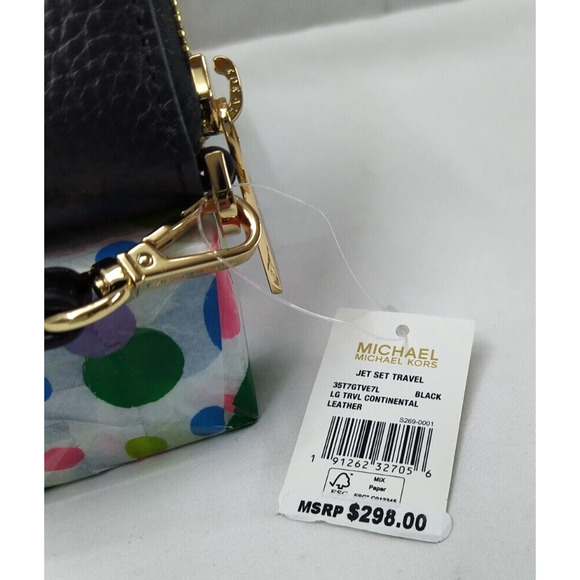 MICHAEL
MICHAEL KORS
JET SET TRAVEL
35T7GTVE7L BLACK
LG TRVL CONTINENTAL
LEATHER
S269-0001
1 91262 32705 6
FSC
MIX
Paper
MSRP $298.00